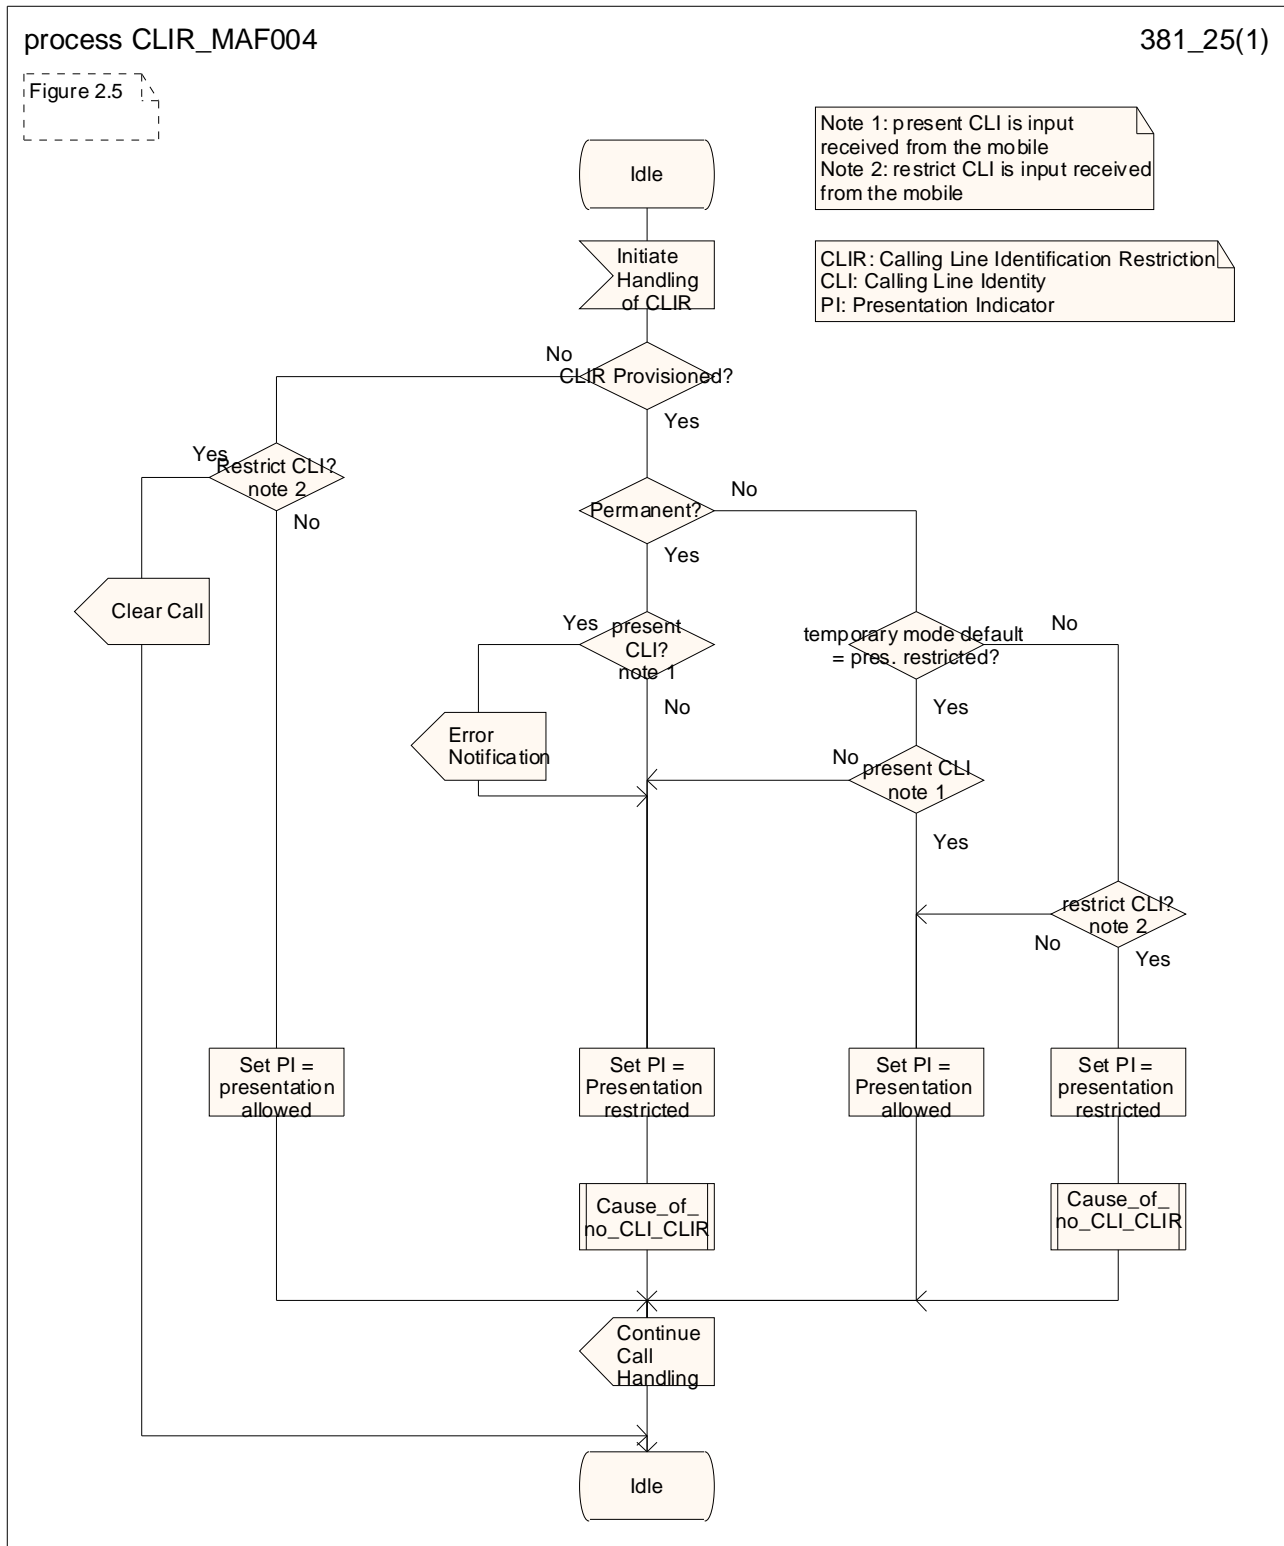 process CLIR_MAF004
381_25(1)
Figure 2.5
Note 1: present CLI is input
received from the mobile
Note 2: restrict CLI is input received
from the mobile
Idle
Initiate
Handling
of CLIR
CLIR: Calling Line Identification Restriction
CLI: Calling Line Identity
PI: Presentation Indicator
No
CLIR Provisioned?
Yes
Yes
Restrict CLI?
note 2
No
No
Permanent?
Yes
Clear Call
Yes
present
CLI?
note 1
No
temporary mode default
= pres. restricted?
No
Yes
Error
Notification
No
present CLI
note 1
Yes
restrict CLI?
note 2
No
Yes
Set PI =
presentation
allowed
Set PI =
Presentation
restricted
Set PI =
Presentation
allowed
Set PI =
presentation
restricted
Cause_of_
no_CLI_CLIR
Cause_of_
no_CLI_CLIR
Continue
Call
Handling
Idle